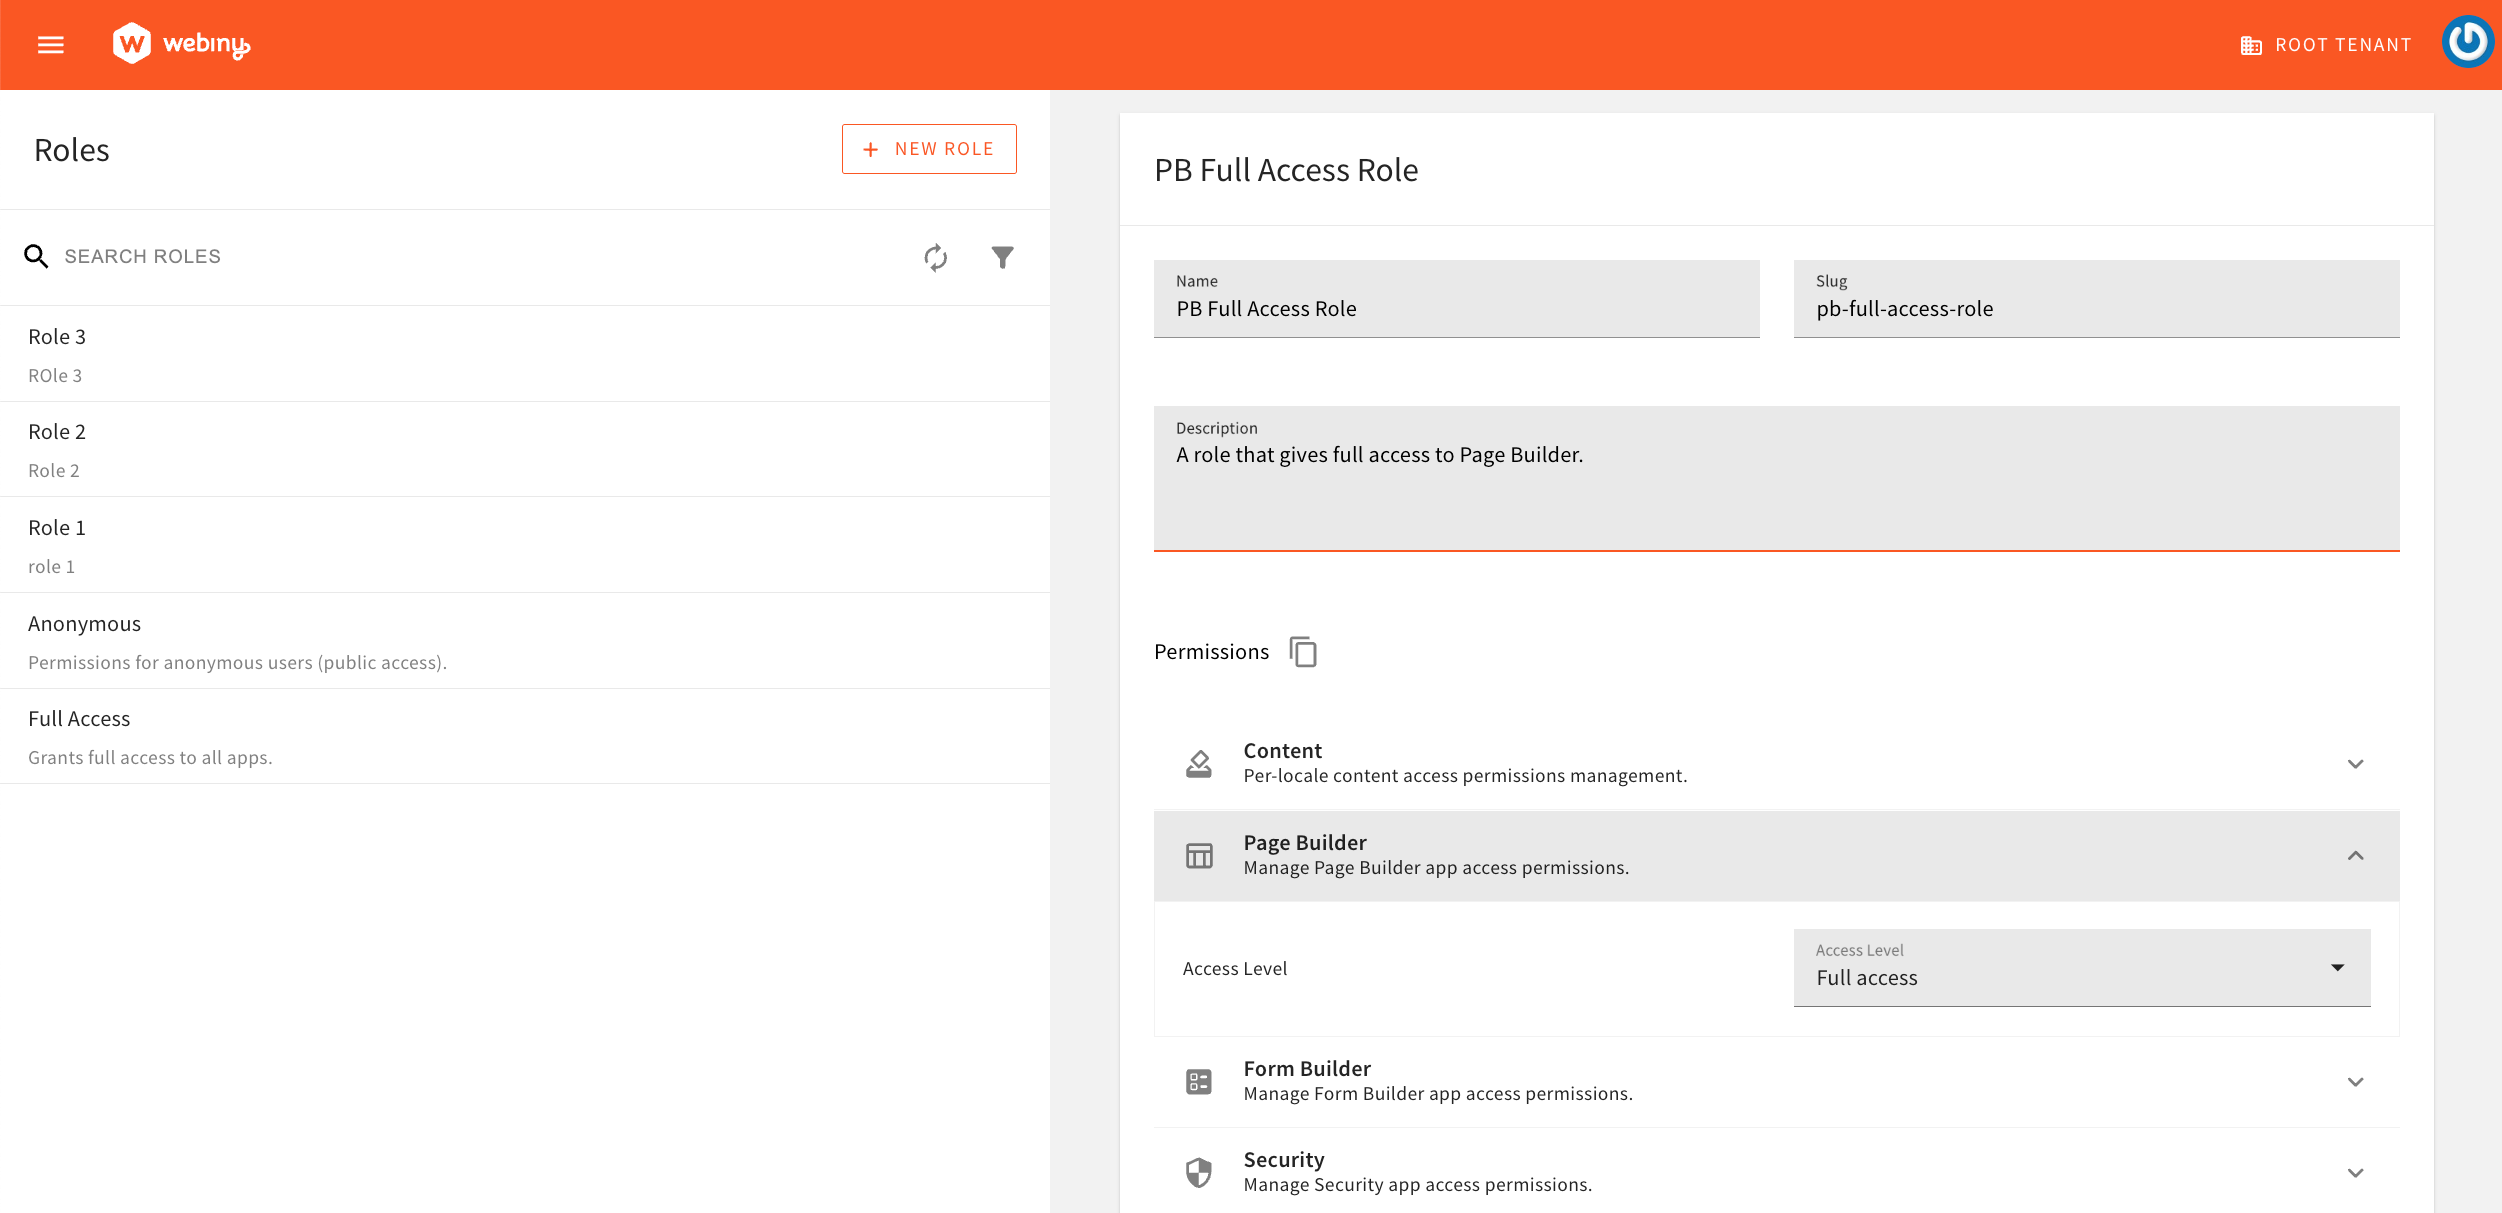 webiny
ROOT TENANT
Roles
NEW ROLE
SEARCH ROLES
Role 3
ROle 3
Role 2
Role 2
Role 1
role 1
Anonymous
Permissions for anonymous users (public access).
Full Access
Grants full access to all apps.
PB Full Access Role
Name
PB Full Access Role
Slug
pb-full-access-role
Description
A role that gives full access to Page Builder.
Permissions
Content
Per-locale content access permissions management.
Page Builder
Manage Page Builder app access permissions.
Access Level
Access Level
Full access
Form Builder
Manage Form Builder app access permissions.
Security
Manage Security app access permissions.